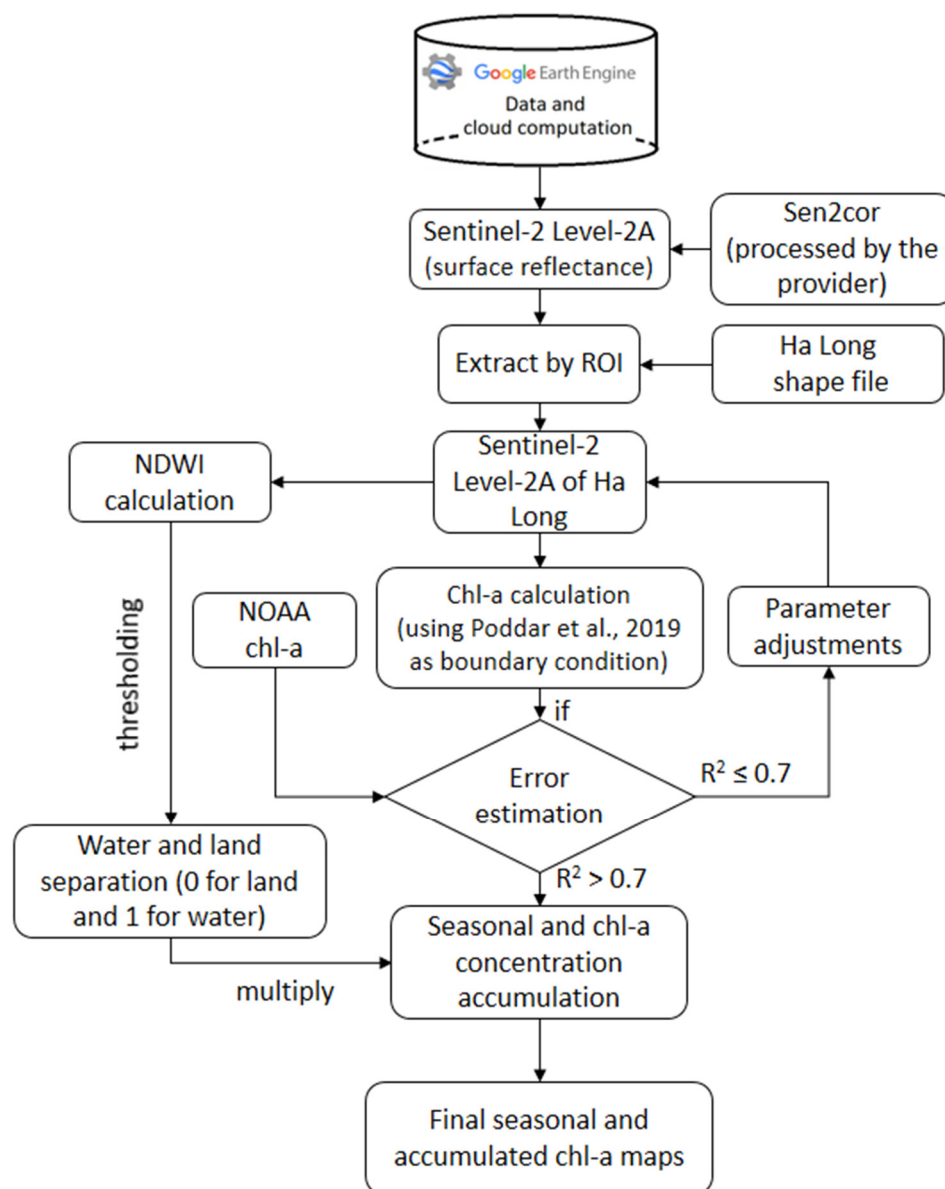 Google Earth Engine
Data and
cloud computation
Sentinel-2 Level-2A
(surface reflectance)
Sen2cor
(processed by the
provider)
Extract by ROI
Ha Long
shape file
Sentinel-2
Level-2A of Ha
Long
NDWI
calculation
Chl-a calculation
(using Poddar et al., 2019
as boundary condition)
NOAA
chl-a
Parameter
adjustments
thresholding
if
Error
estimation
R² ≤ 0.7
R² > 0.7
Water and land
separation (0 for land
and 1 for water)
multiply
Seasonal and chl-a
concentration
accumulation
Final seasonal and
accumulated chl-a maps